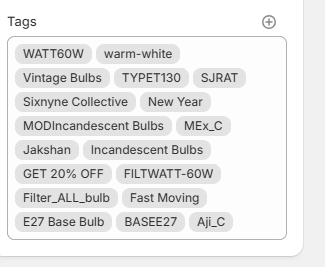 Tags
WATT60W warm-white
Vintage Bulbs TYPET130 SJRAT
Sixnyne Collective New Year
MODIncandescent Bulbs MEx_C
Jakshan Incandescent Bulbs
GET 20% OFF FILTWATT-60W
Filter_ALL_bulb Fast Moving
E27 Base Bulb BASEE27 Aji_C